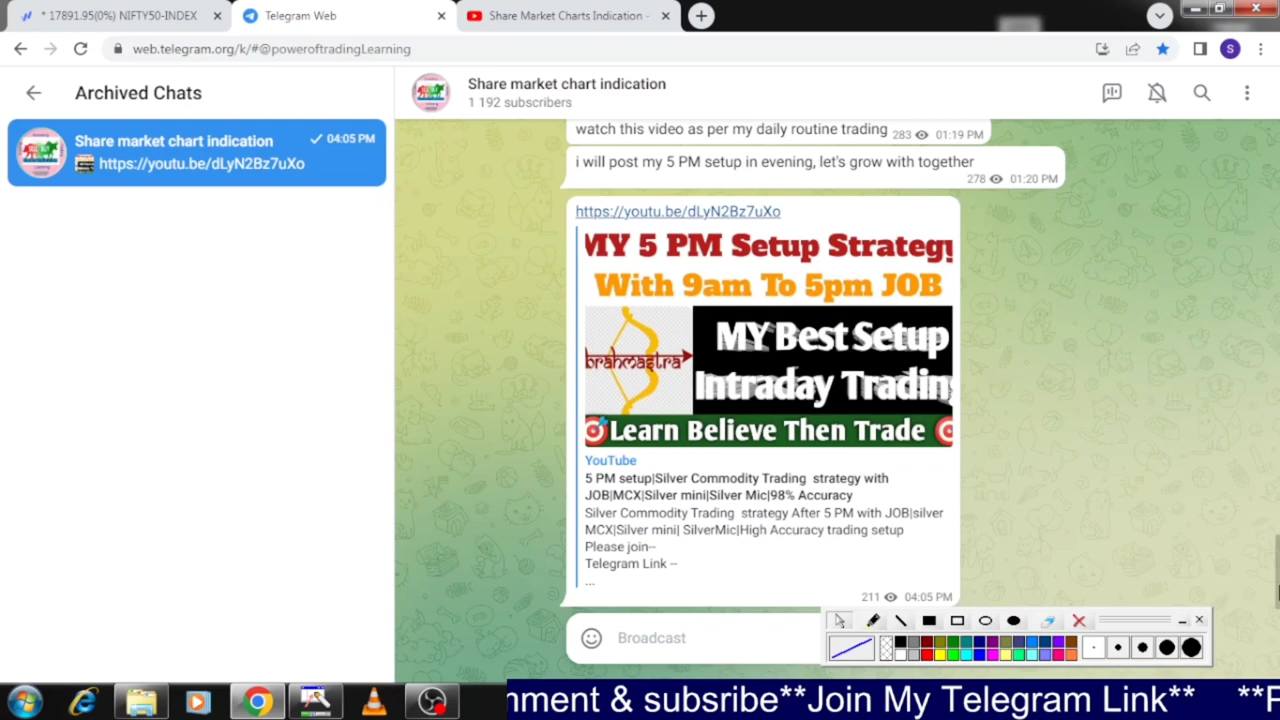 * 17891.95(0%) NIFTY50-INDEX
Telegram Web
Share Market Charts Indication -
web.telegram.org/k/#@poweroftradingLearning
S
Archived Chats
Share market chart indication
04:05 PM
https://youtu.be/dLyN2Bz7uXo
Share market chart indication
1 192 subscribers
watch this video as per my daily routine trading 283 01:19 PM
i will post my 5 PM setup in evening, let's grow with together
278 01:20 PM
https://youtu.be/dLyN2Bz7uXo
MY 5 PM Setup Strategy
With 9am To 5pm JOB
brahmastra
MY Best Setup
Intraday Trading
Learn Believe Then Trade
YouTube
5 PM setup|Silver Commodity Trading strategy with
JOB|MCX|Silver mini|Silver Mic|98% Accuracy
Silver Commodity Trading strategy After 5 PM with JOB|silver
MCX|Silver mini| SilverMic|High Accuracy trading setup
Please join--
Telegram Link --
...
211 04:05 PM
Broadcast
nment & subsribe**Join My Telegram Link** **F